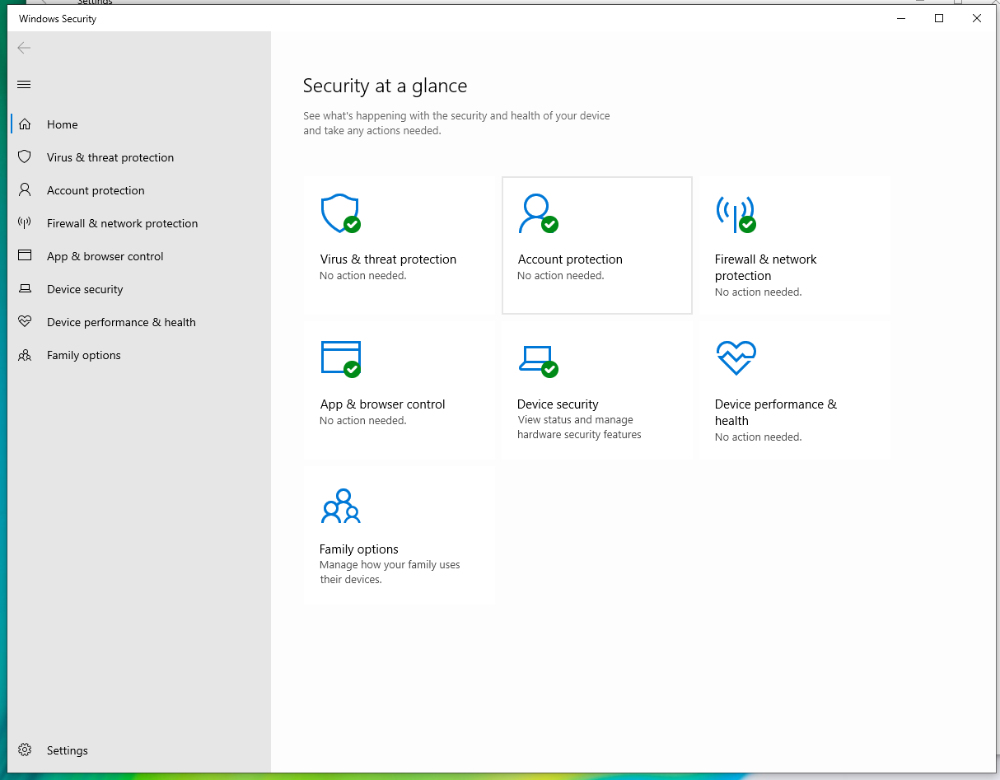 Settings
Windows Security
Home
Virus & threat protection
Account protection
Firewall & network protection
App & browser control
Device security
Device performance & health
Family options
Settings
Security at a glance
See what's happening with the security and health of your device
and take any actions needed.
Virus & threat protection
No action needed.
Account protection
No action needed.
Firewall & network
protection
No action needed.
App & browser control
No action needed.
Device security
View status and manage
hardware security features
Device performance &
health
No action needed.
Family options
Manage how your family uses
their devices.